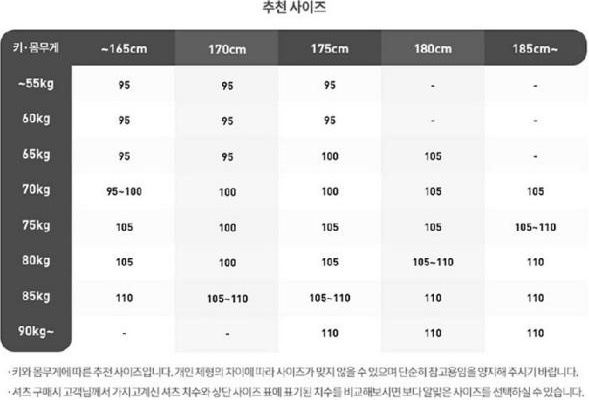 추천 사이즈
키·몸무게 ~165cm 170cm 175cm 180cm 185cm~
~55kg 95 95 95 - -
60kg 95 95 95 - -
65kg 95 95 100 105 -
70kg 95~100 100 100 105 105
75kg 105 100 105 105 105~110
80kg 105 100 105 105~110 110
85kg 110 105~110 105~110 110 110
90kg~ - - 110 110 110
·키와 몸무게에 따른 추천 사이즈입니다. 개인 체형의 차이에 따라 사이즈가 맞지 않을 수 있으며 단순히 참고용임을 양지해 주시기 바랍니다.
·셔츠 구매시 고객님께서 가지고계신 셔츠 치수와 상단 사이즈 표에 표기된 치수를 비교해보시면 보다 알맞은 사이즈를 선택하실 수 있습니다.